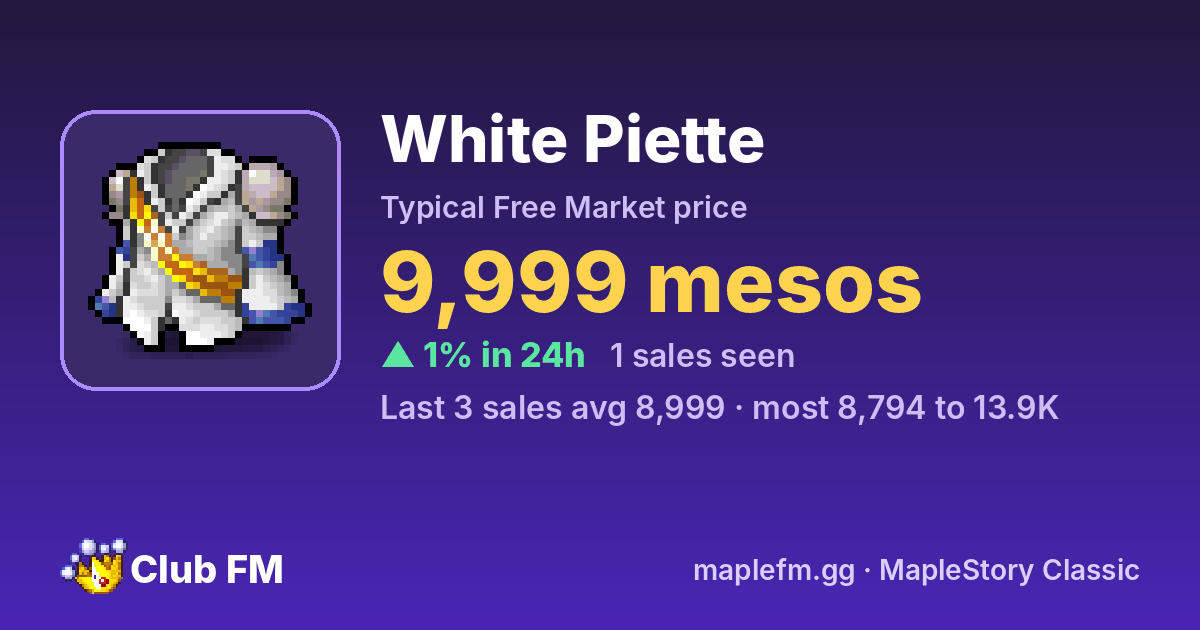 White Piette
Typical Free Market price
9,999 mesos
▲ 1% in 24h 1 sales seen
Last 3 sales avg 8,999 · most 8,794 to 13.9K
Club FM
maplefm.gg · MapleStory Classic